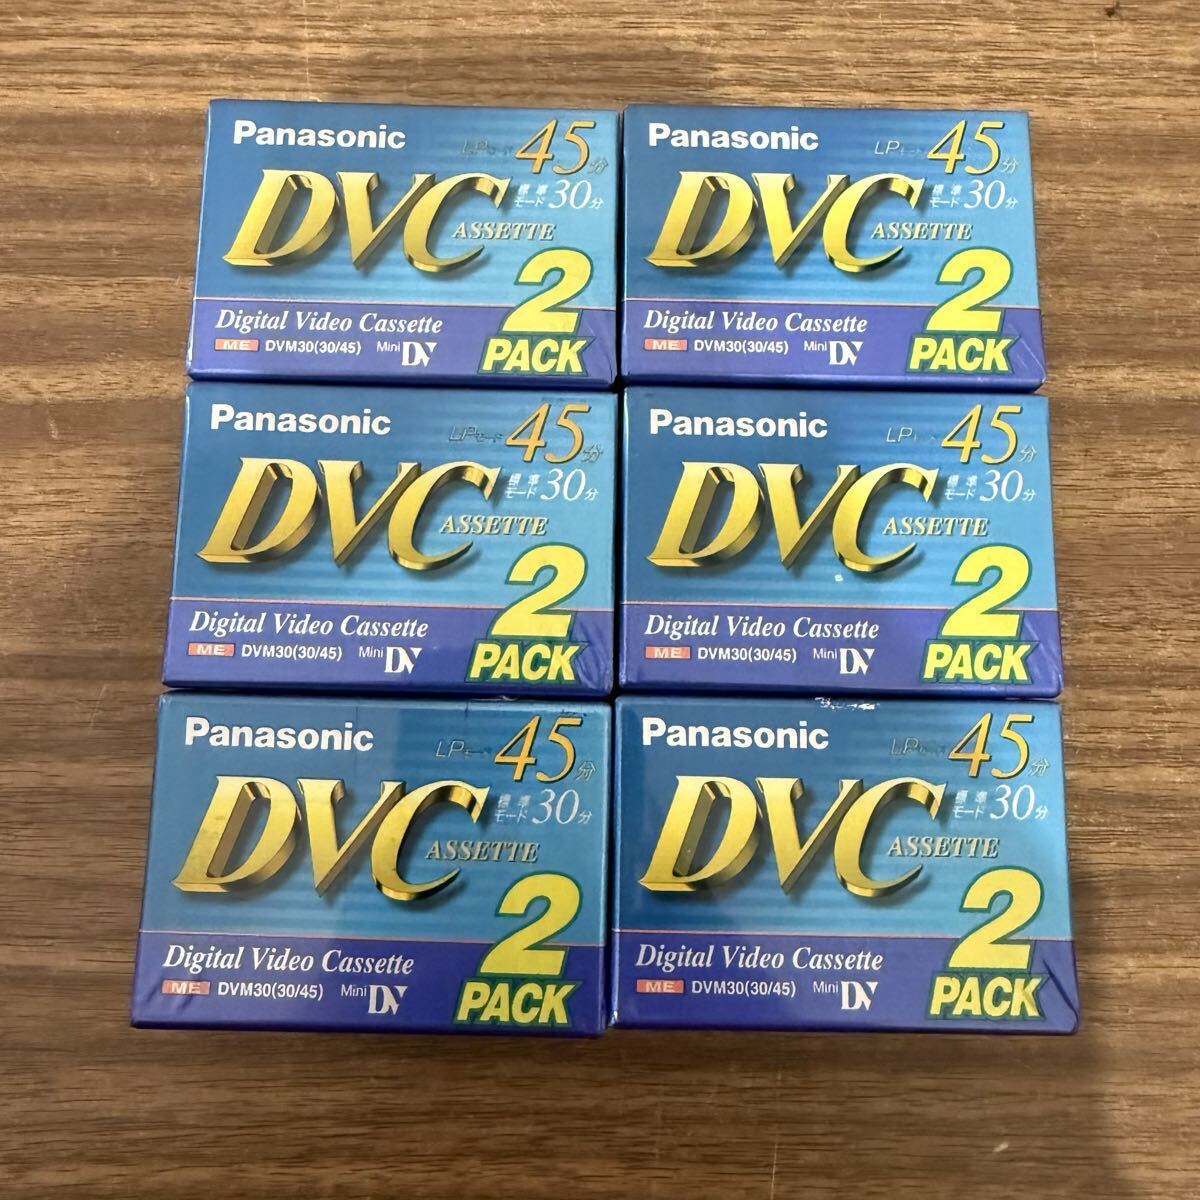 Panasonic
LPモード 45分
DVC
標準
モード 30分
ASSETTE
2
Digital Video Cassette
PACK
ME DVM30(30/45) Mini DV
Panasonic
LPモード 45分
DVC
標準
モード 30分
ASSETTE
2
Digital Video Cassette
PACK
ME DVM30(30/45) Mini DV
Panasonic
LPモード 45分
DVC
標準
モード 30分
ASSETTE
2
Digital Video Cassette
PACK
ME DVM30(30/45) Mini DV
Panasonic
LPモード 45分
DVC
標準
モード 30分
ASSETTE
2
Digital Video Cassette
PACK
ME DVM30(30/45) Mini DV
Panasonic
LPモード 45分
DVC
標準
モード 30分
ASSETTE
2
Digital Video Cassette
PACK
ME DVM30(30/45) Mini DV
Panasonic
LPモード 45分
DVC
標準
モード 30分
ASSETTE
2
Digital Video Cassette
PACK
ME DVM30(30/45) Mini DV